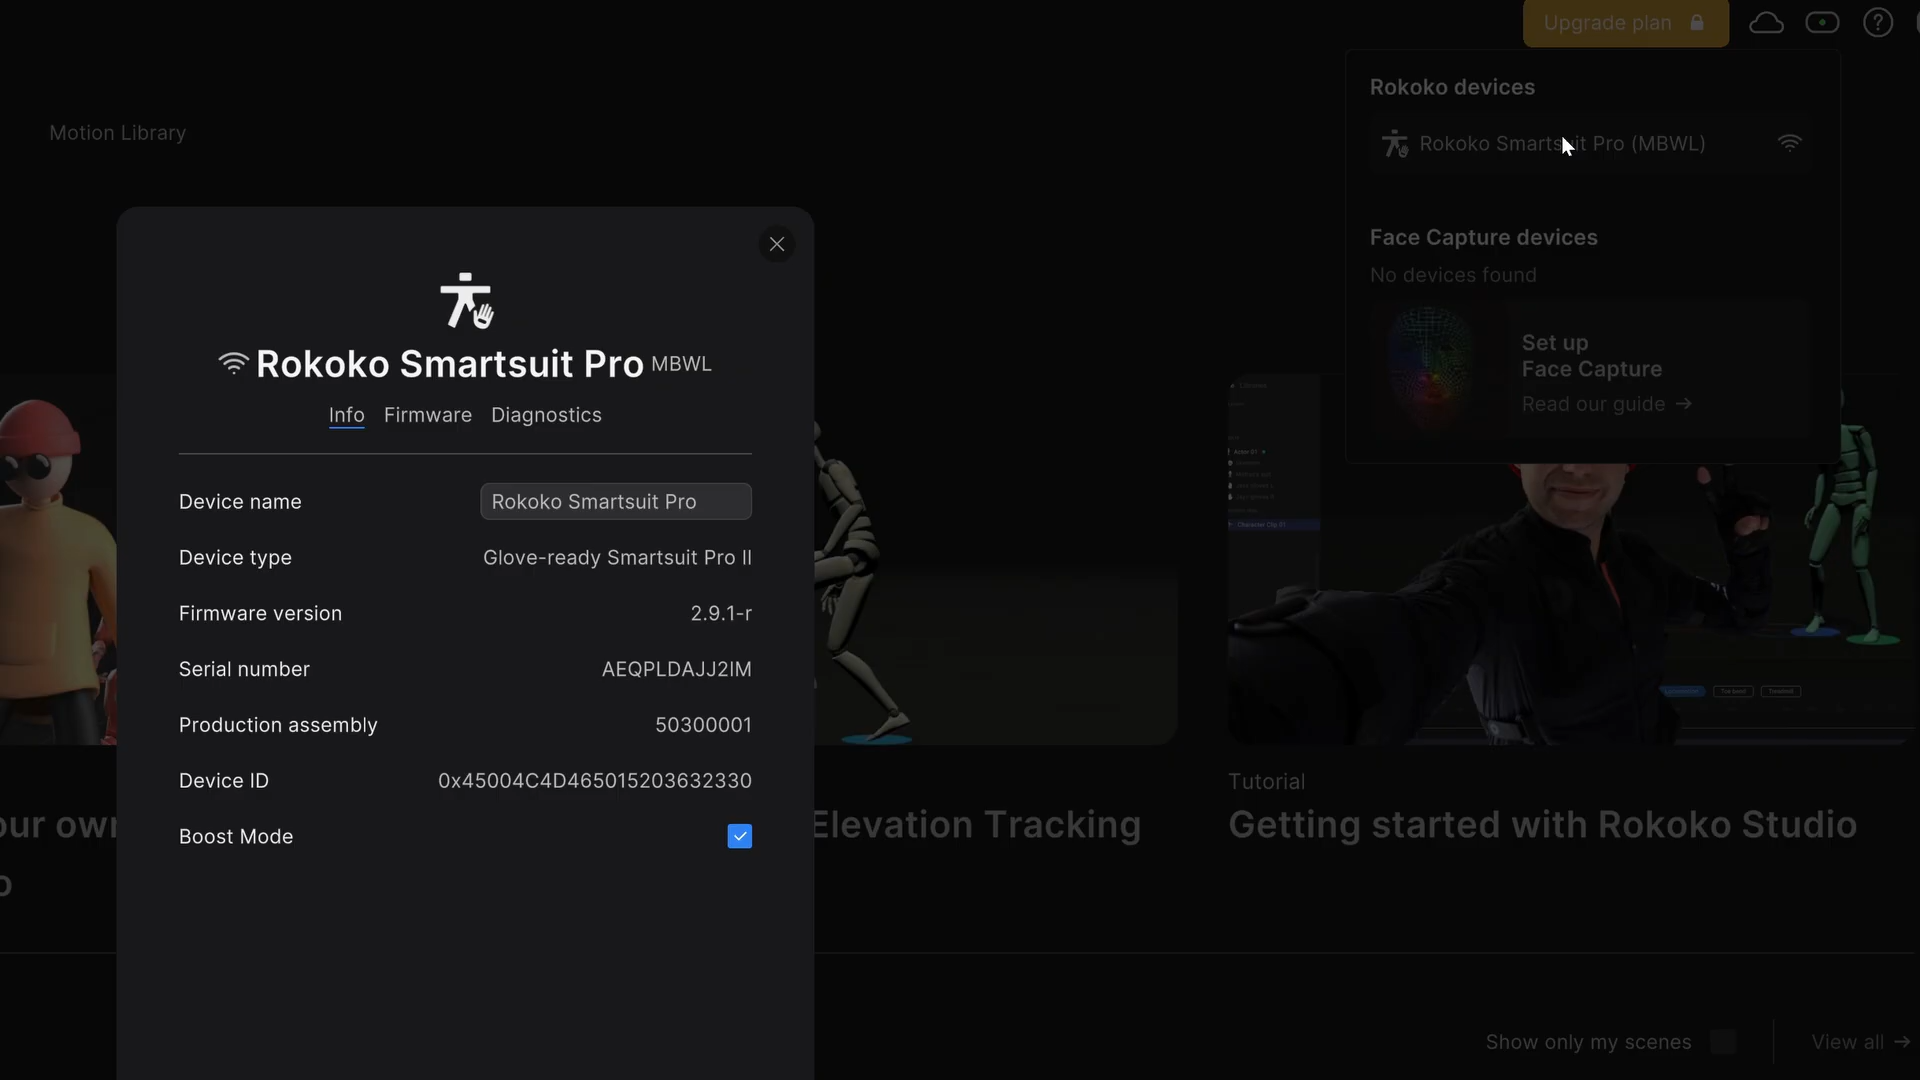 Upgrade plan
Rokoko devices
Rokoko Smartsuit Pro (MBWL)
Face Capture devices
No devices found
Set up
Face Capture
Read our guide →
Motion Library
Rokoko Smartsuit Pro MBWL
Info Firmware Diagnostics
Device name Rokoko Smartsuit Pro
Device type Glove-ready Smartsuit Pro II
Firmware version 2.9.1-r
Serial number AEQPLDAJJ2IM
Production assembly 50300001
Device ID 0x45004C4D465015203632330
Boost Mode
our own
o
Elevation Tracking
Tutorial
Getting started with Rokoko Studio
Show only my scenes
View all →